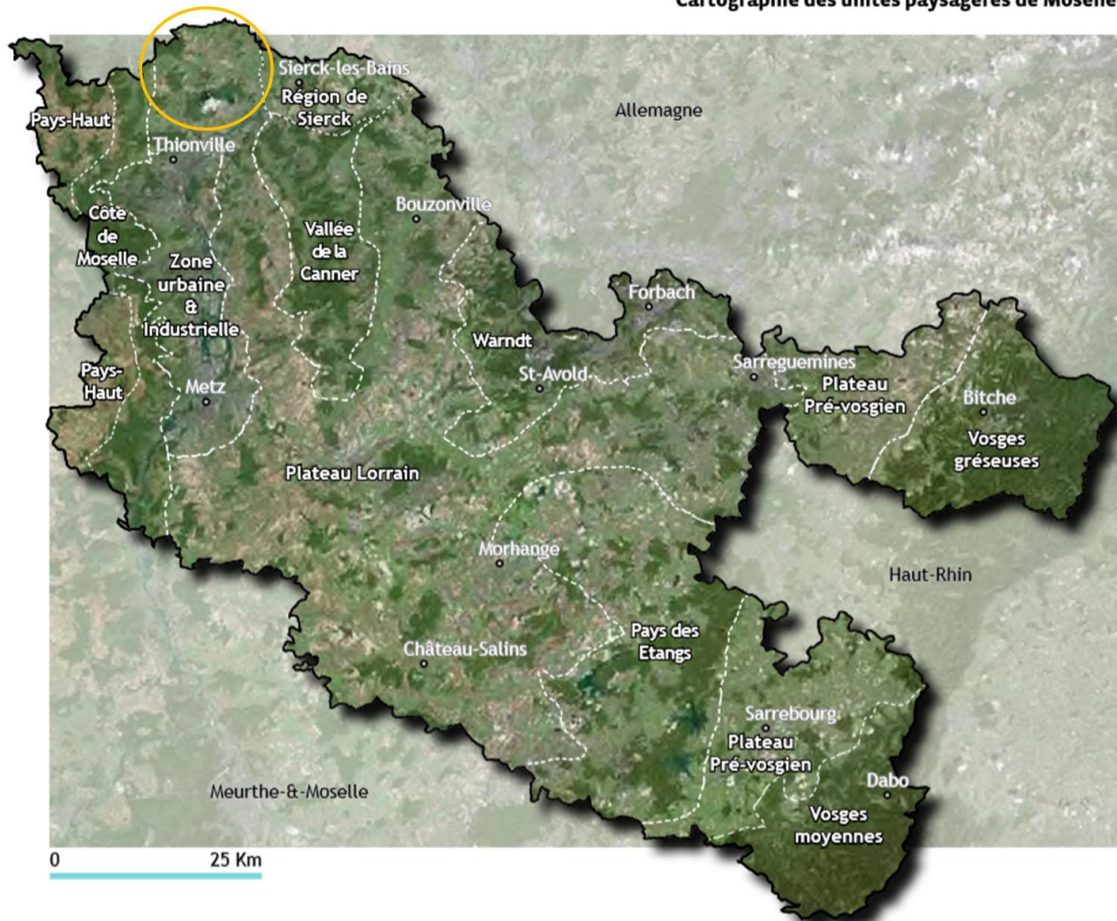 Cartographie des unités paysagères de Moselle
Sierck-les-Bains
Région de
Sierck
Allemagne
Pays-Haut
Thionville
Côte
de
Moselle
Zone
urbaine
&
Industrielle
Vallée
de la
Canner
Bouzonville
Forbach
Warndt
St-Avold
Sarreguemines
Plateau
Pré-vosgien
Bitche
Vosges
gréseuses
Pays-
Haut
Metz
Plateau Lorrain
Morhange
Haut-Rhin
Pays des
Etangs
Château-Salins
Sarrebourg
Plateau
Pré-vosgien
Dabo
Vosges
moyennes
Meurthe-&-Moselle
0 25 Km